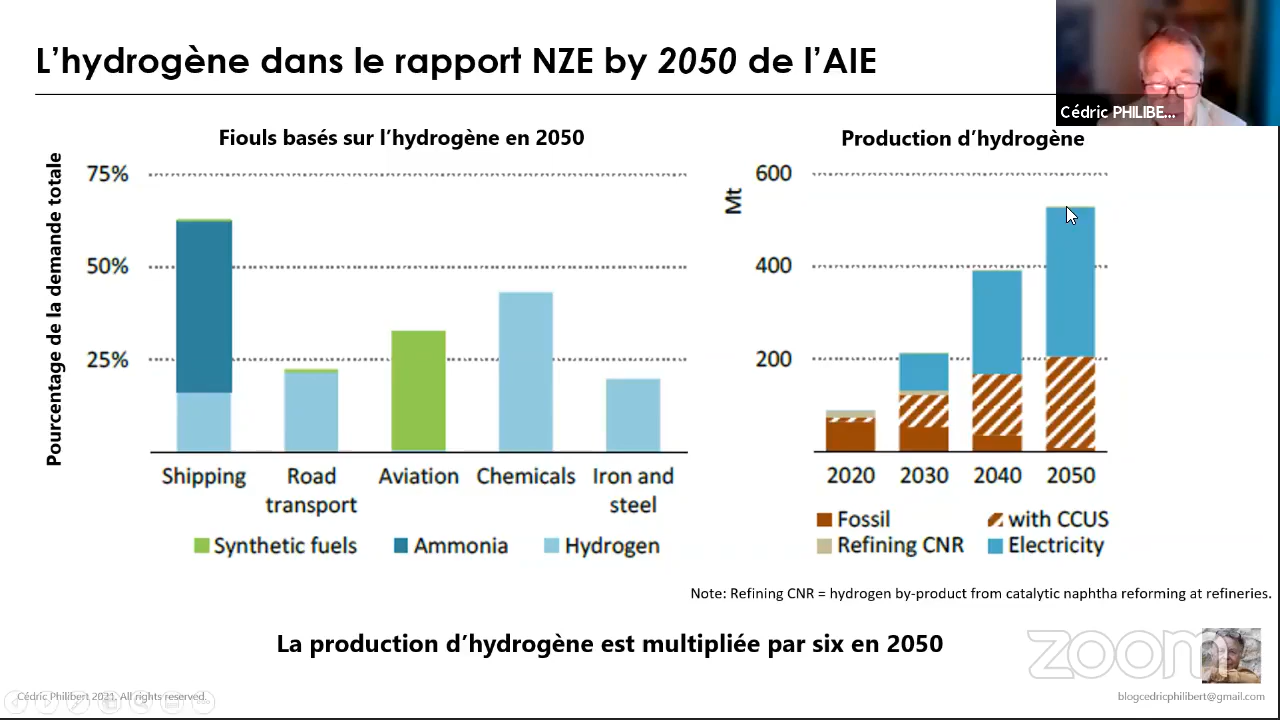 L'hydrogène dans le rapport NZE by 2050 de l'AIE
Cédric PHILIBE...
Fiouls basés sur l'hydrogène en 2050
Pourcentage de la demande totale
75%
50%
25%
Shipping
Road transport
Aviation
Chemicals
Iron and steel
Synthetic fuels
Ammonia
Hydrogen
Production d'hydrogène
Mt
600
400
200
2020
2030
2040
2050
Fossil
with CCUS
Refining CNR
Electricity
Note: Refining CNR = hydrogen by-product from catalytic naphtha reforming at refineries.
La production d'hydrogène est multipliée par six en 2050
zoom
Cédric Philibert 2021. All rights reserved.
blogcedricphilibert@gmail.com